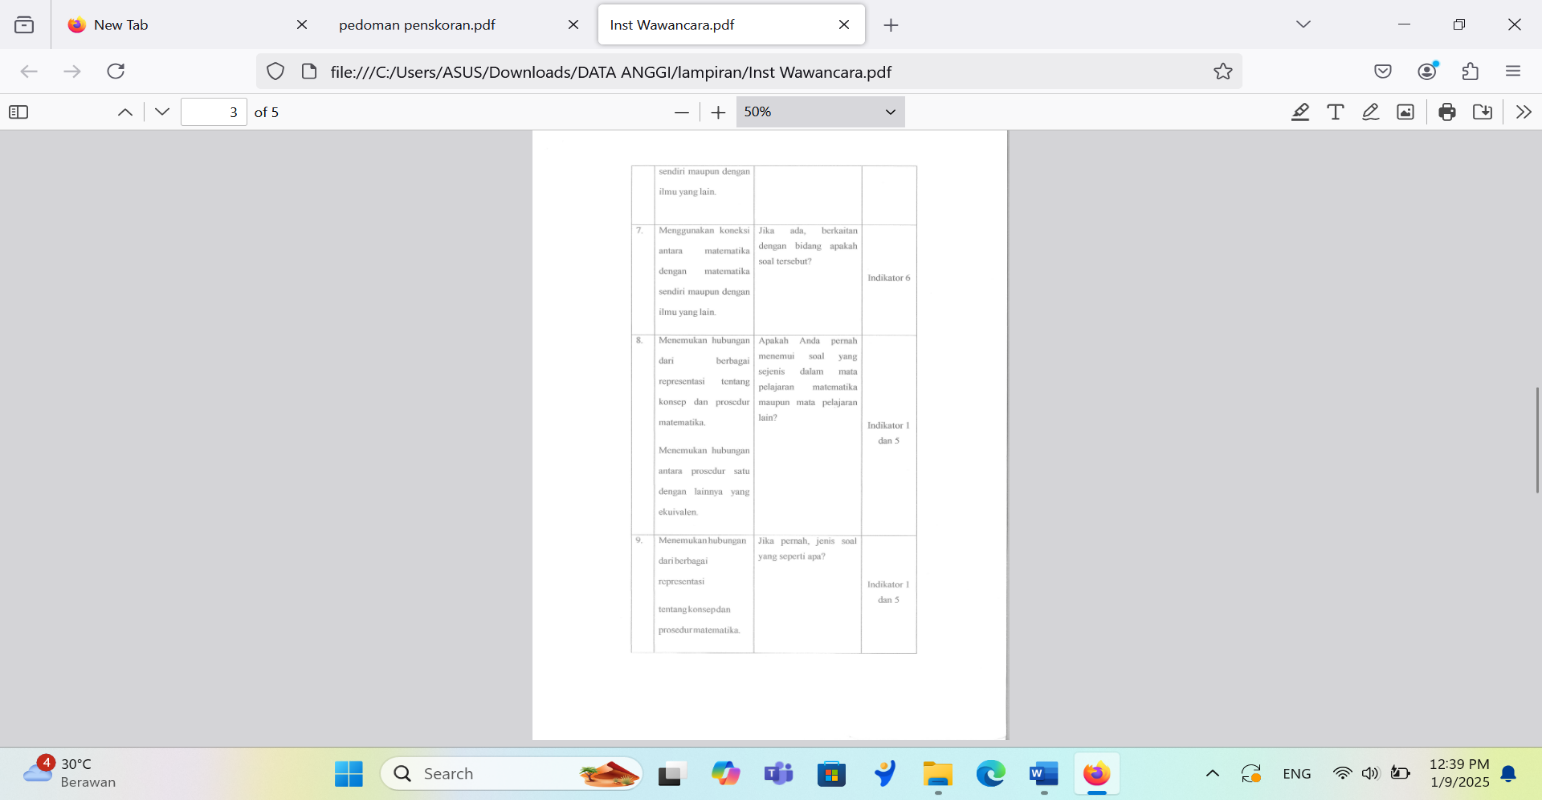 New Tab
pedoman penskoran.pdf
Inst Wawancara.pdf
file:///C:/Users/ASUS/Downloads/DATA ANGGI/lampiran/Inst Wawancara.pdf
3 of 5
50%
sendiri maupun dengan
ilmu yang lain.
7.
Menggunakan koneksi
antara matematika
dengan matematika
sendiri maupun dengan
ilmu yang lain.
Jika ada, berkaitan
dengan bidang apakah
soal tersebut?
Indikator 6
8.
Menemukan hubungan
dari berbagai
representasi tentang
konsep dan prosedur
matematika.
Menemukan hubungan
antara prosedur satu
dengan lainnya yang
ekuivalen.
Apakah Anda pernah
menemui soal yang
sejenis dalam mata
pelajaran matematika
maupun mata pelajaran
lain?
Indikator 1
dan 5
9.
Menemukan hubungan
dari berbagai
representasi
tentang konsep dan
prosedur matematika.
Jika pernah, jenis soal
yang seperti apa?
Indikator 1
dan 5
4
30°C
Berawan
Search
ENG
12:39 PM
1/9/2025